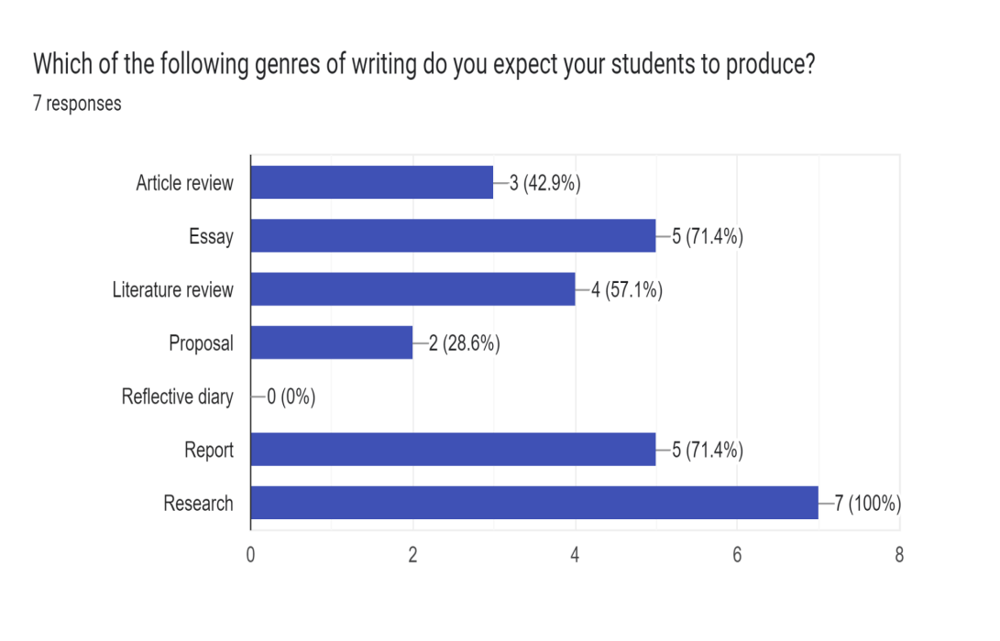 Which of the following genres of writing do you expect your students to produce?
7 responses
Article review 3 (42.9%)
Essay 5 (71.4%)
Literature review 4 (57.1%)
Proposal 2 (28.6%)
Reflective diary 0 (0%)
Report 5 (71.4%)
Research 7 (100%)
0 2 4 6 8